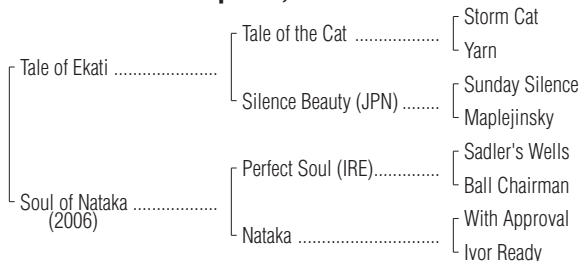 Storm Cat
Tale of the Cat ..................
Yarn
Tale of Ekati ......................
Sunday Silence
Silence Beauty (JPN) ........
Maplejinsky
Sadler's Wells
Perfect Soul (IRE)..............
Ball Chairman
Soul of Nataka ..................
(2006)
With Approval
Nataka ..............................
Ivor Ready